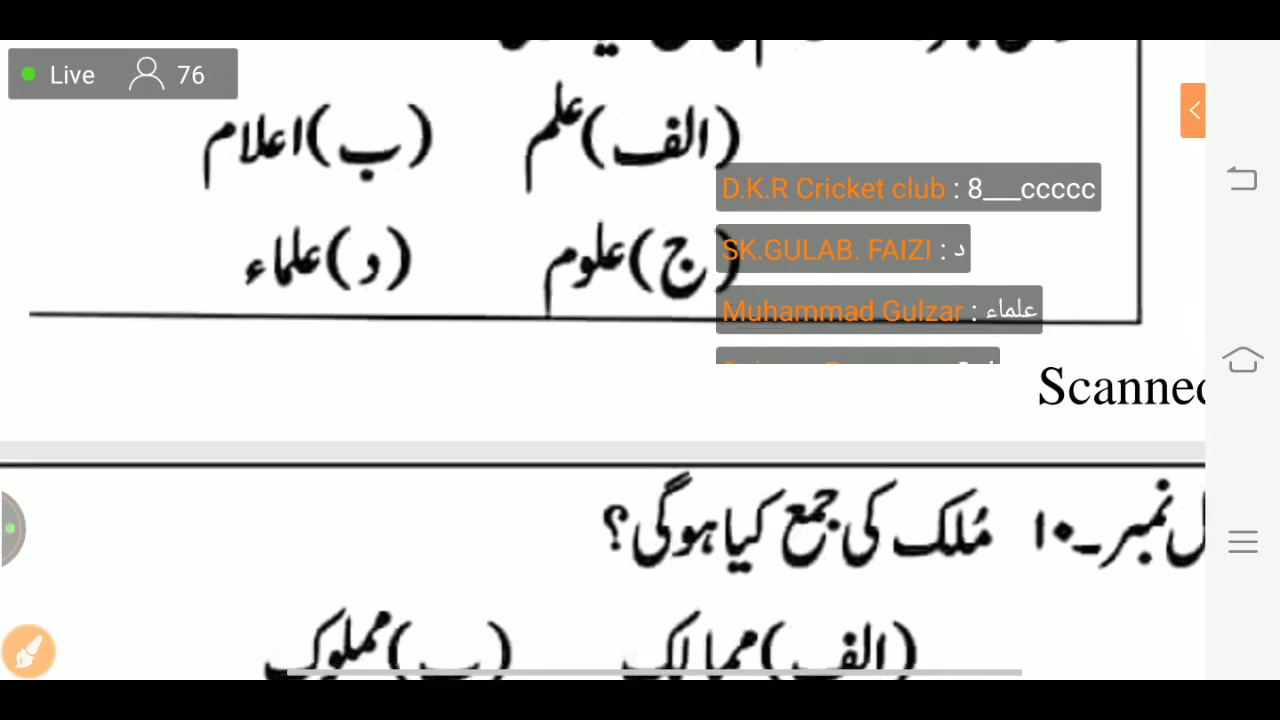 Live 76
(الف) علم (ب) اعلام
D.K.R Cricket club : 8___ccccc
SK.GULAB. FAIZI : د
(ج) علوم (د) علماء
Muhammad Gulzar : علماء
Scanned
ل نمبر۔۱۰ مُلک کی جمع کیا ہوگی؟
(الف) ممالک (ب) مملوک